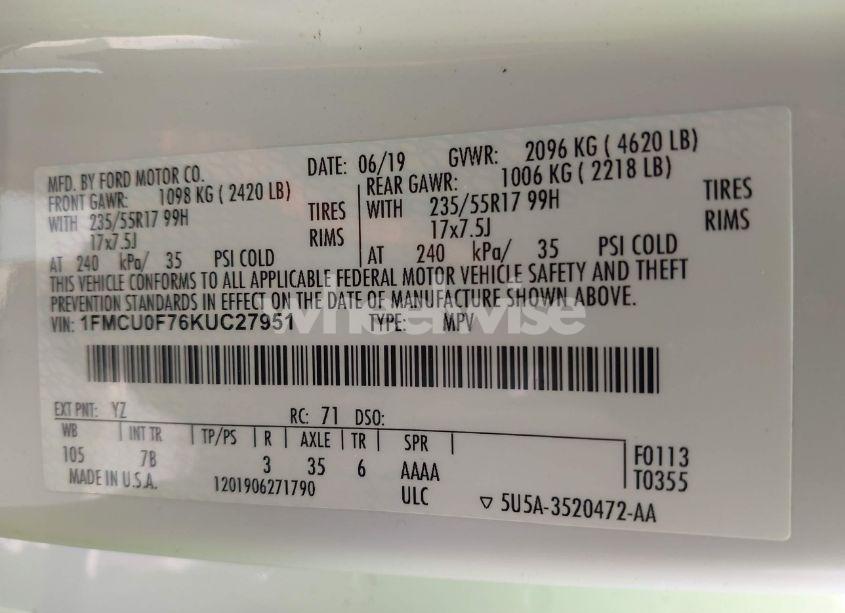 MFD. BY FORD MOTOR CO. DATE: 06/19 GVWR: 2096 KG ( 4620 LB)
FRONT GAWR: 1098 KG ( 2420 LB) REAR GAWR: 1006 KG ( 2218 LB)
WITH 235/55R17 99H TIRES WITH 235/55R17 99H TIRES
17x7.5J RIMS 17x7.5J RIMS
AT 240 kPa/ 35 PSI COLD AT 240 kPa/ 35 PSI COLD
THIS VEHICLE CONFORMS TO ALL APPLICABLE FEDERAL MOTOR VEHICLE SAFETY AND THEFT
PREVENTION STANDARDS IN EFFECT ON THE DATE OF MANUFACTURE SHOWN ABOVE.
VIN: 1FMCU0F76KUC27951 TYPE: MPV
wheelwise
EXT PNT: YZ RC: 71 DSO:
WB INT TR TP/PS R AXLE TR SPR
105 7B 3 35 6 AAAA F0113
MADE IN U.S.A. 1201906271790 ULC T0355
5U5A-3520472-AA